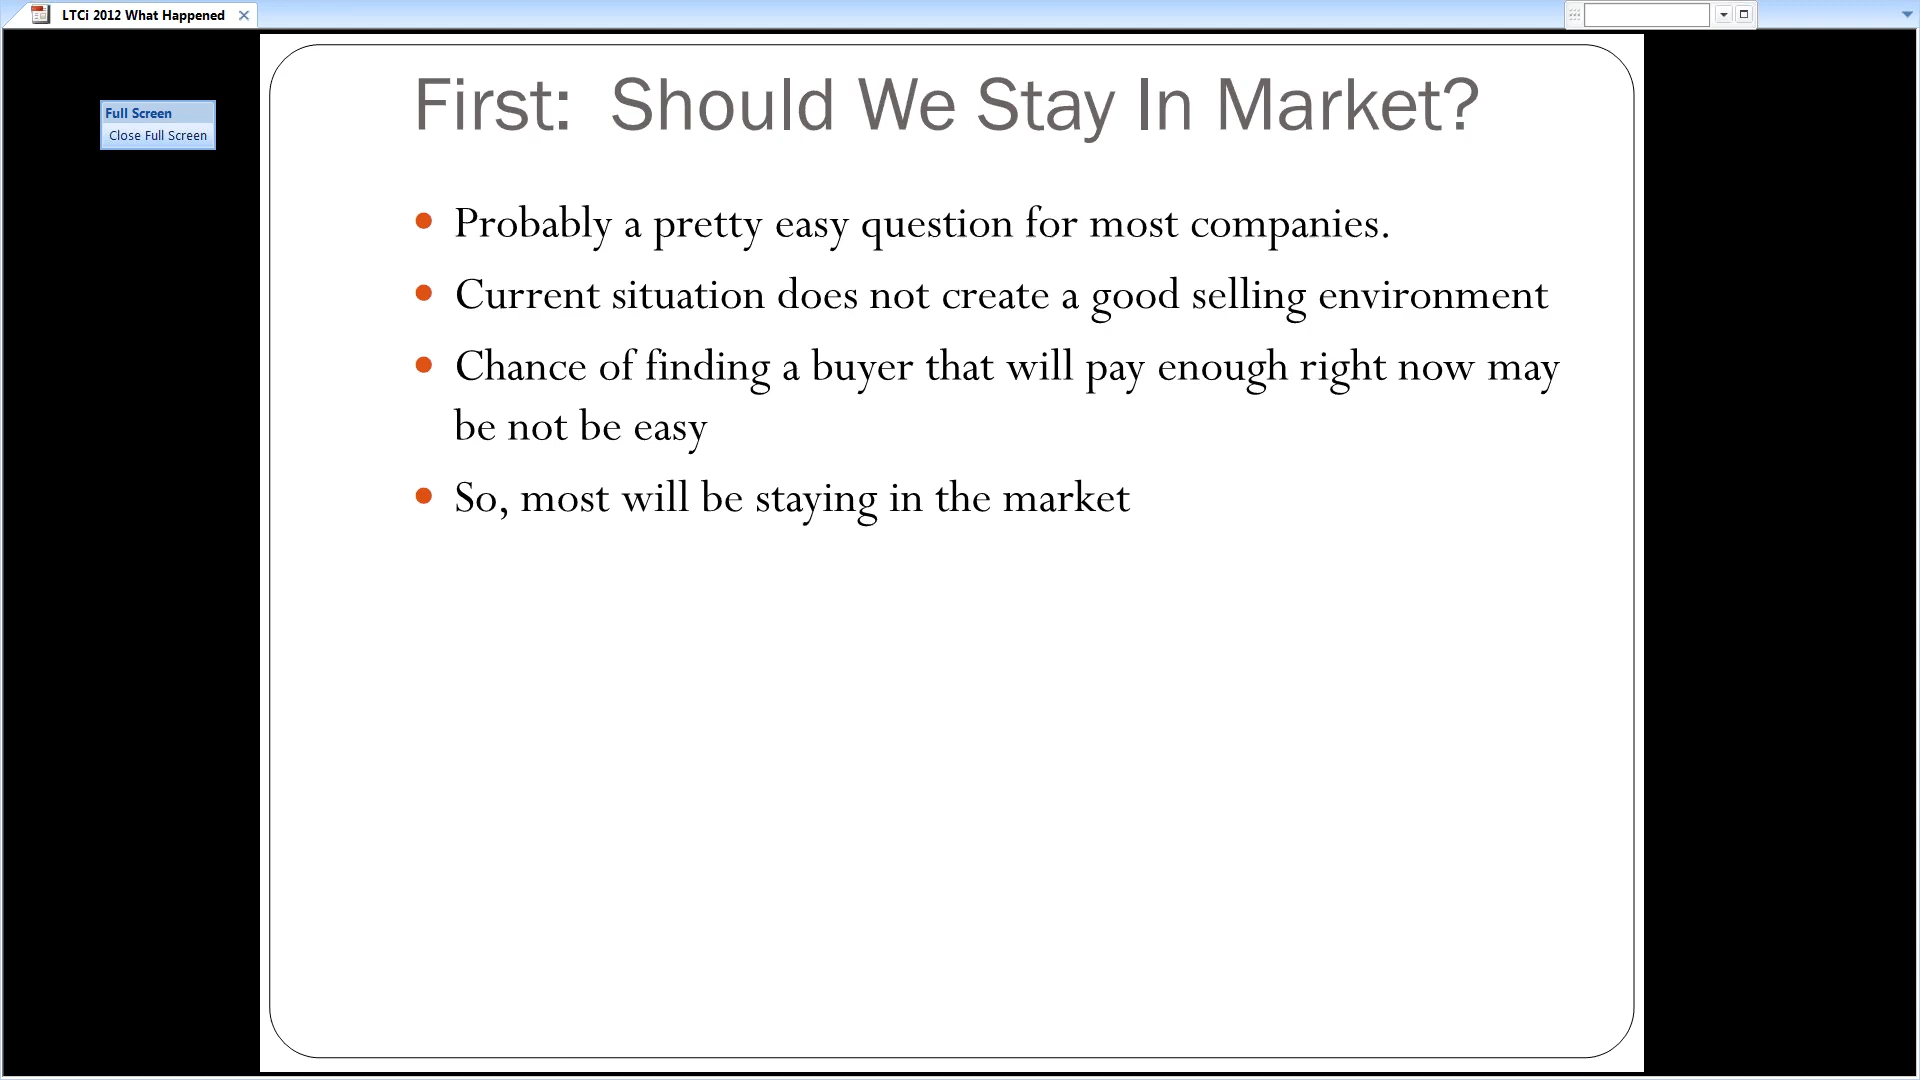 LTCi 2012 What Happened
Full Screen
Close Full Screen
First: Should We Stay In Market?
Probably a pretty easy question for most companies.
Current situation does not create a good selling environment
Chance of finding a buyer that will pay enough right now may
be not be easy
So, most will be staying in the market